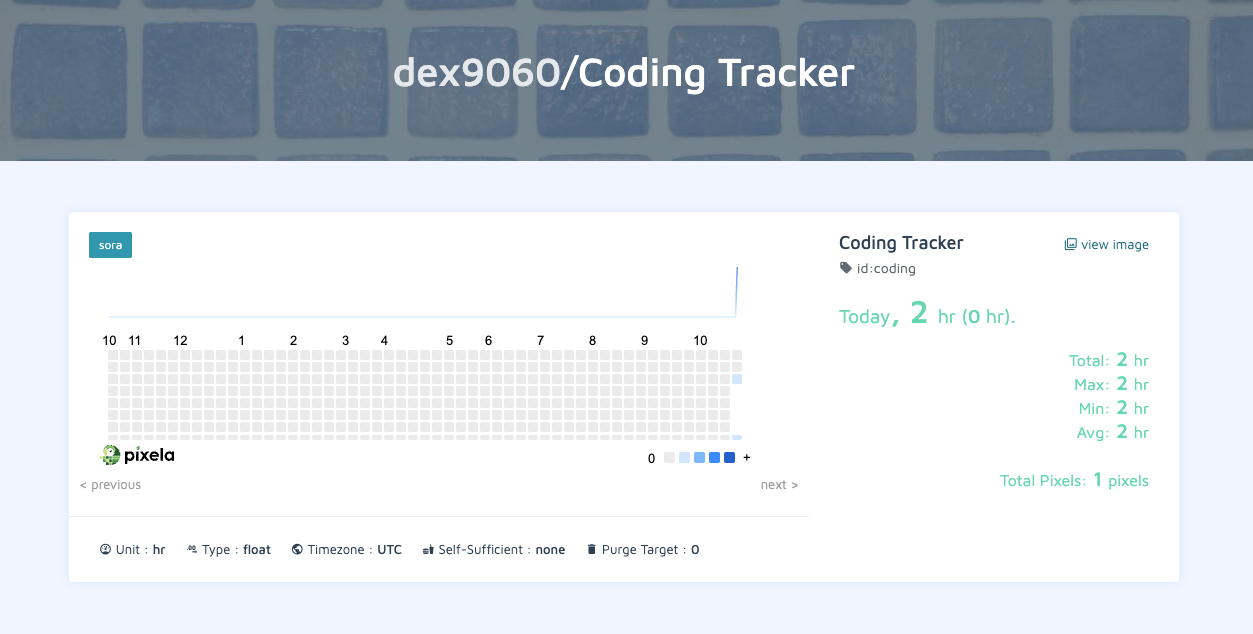 dex9060/Coding Tracker
sora
10 11 12 1 2 3 4 5 6 7 8 9 10
pixela
0 +
< previous next >
Unit : hr Type : float Timezone : UTC Self-Sufficient : none Purge Target : 0
Coding Tracker view image
id:coding
Today, 2 hr (0 hr).
Total: 2 hr
Max: 2 hr
Min: 2 hr
Avg: 2 hr
Total Pixels: 1 pixels